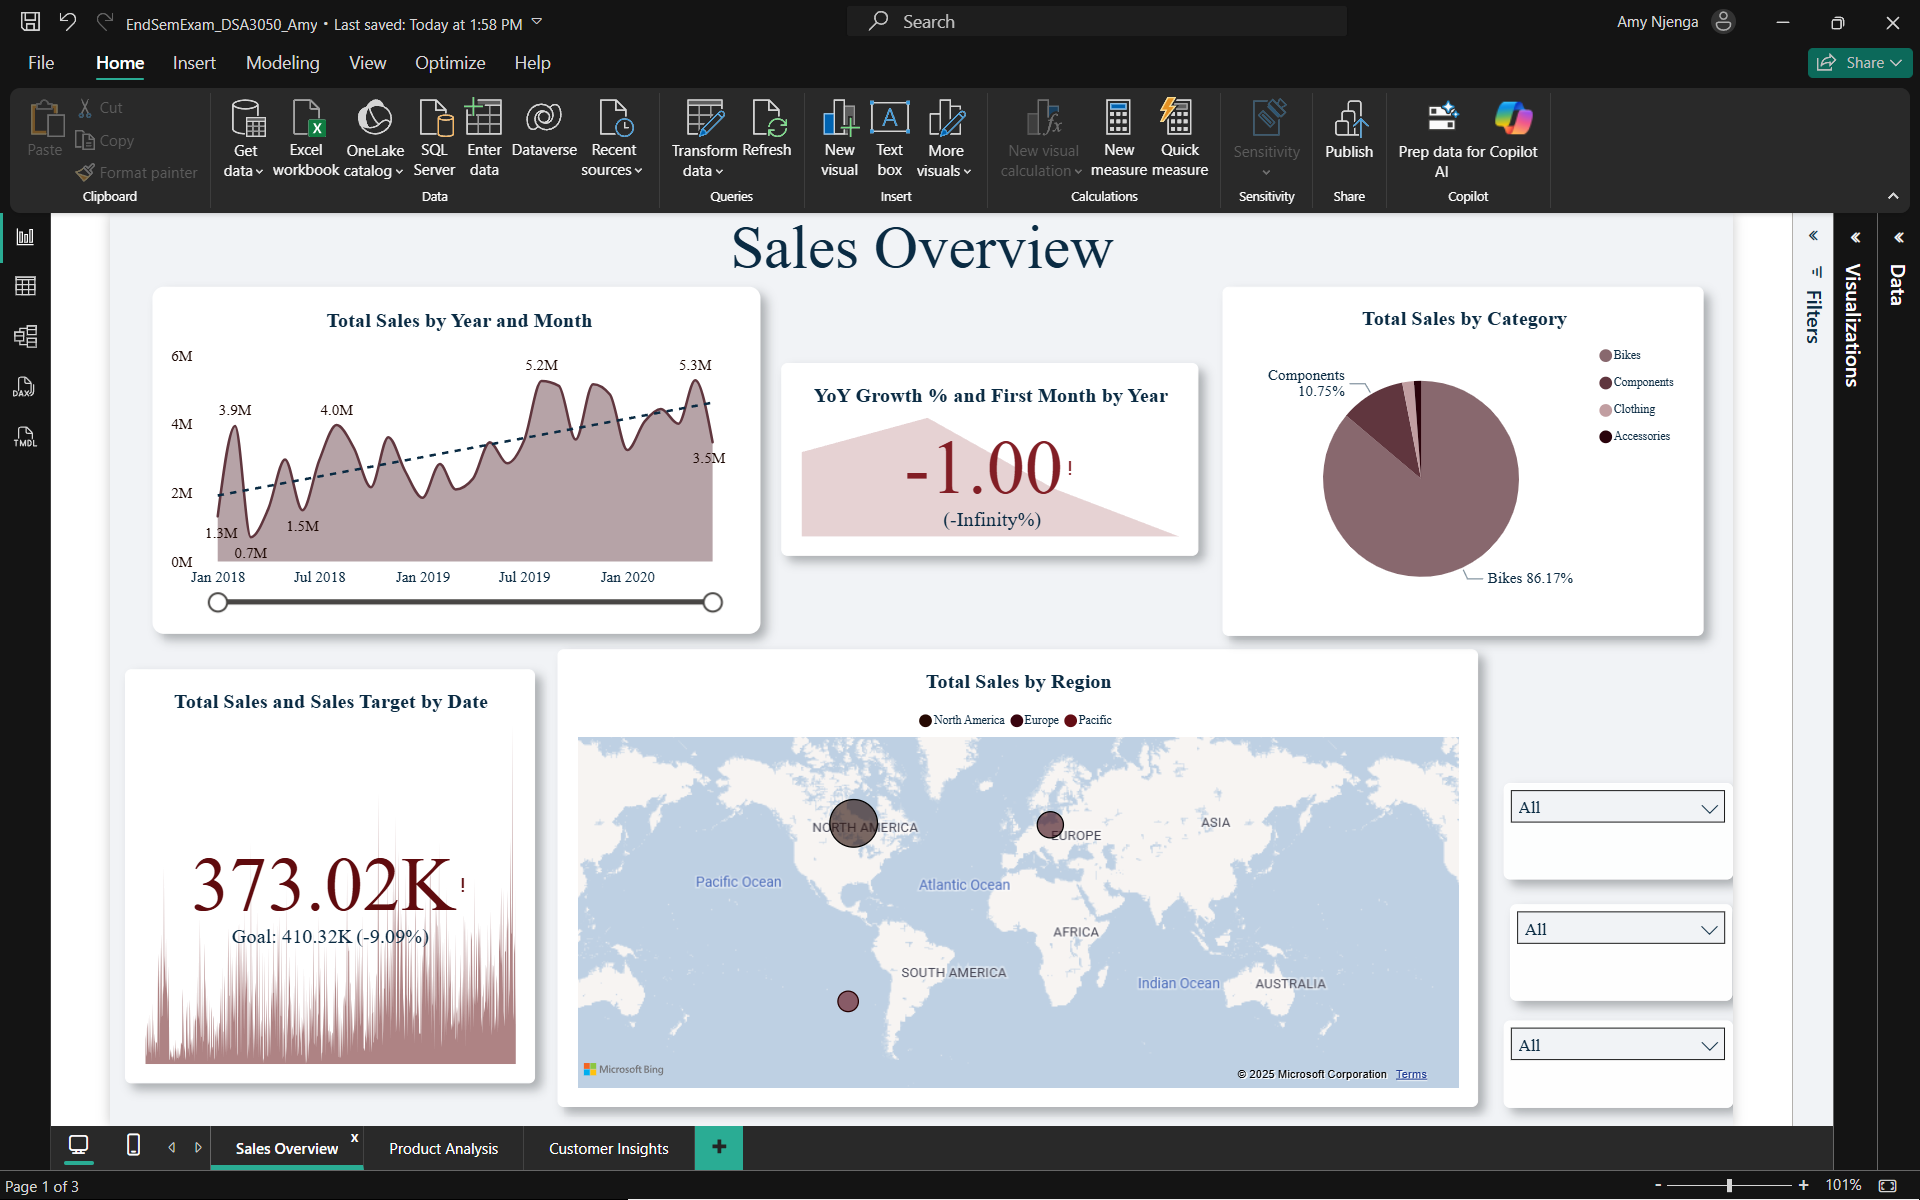 EndSemExam_DSA3050_Amy • Last saved: Today at 1:58 PM
Search
Amy Njenga
File
Home
Insert
Modeling
View
Optimize
Help
Share
Paste
Cut
Copy
Format painter
Clipboard
Get data
Excel workbook
OneLake catalog
SQL Server
Enter data
Dataverse
Recent sources
Data
Transform data
Refresh
Queries
New visual
A
Text box
More visuals
Insert
New visual calculation
New measure
Quick measure
Calculations
Sensitivity
Sensitivity
Publish
Share
Prep data for AI
Copilot
Copilot
DAX
TMDL
Sales Overview
Total Sales by Year and Month
6M
4M
2M
0M
3.9M
4.0M
5.2M
5.3M
1.3M
0.7M
1.5M
3.5M
Jan 2018
Jul 2018
Jan 2019
Jul 2019
Jan 2020
YoY Growth % and First Month by Year
-1.00!
(-Infinity%)
Total Sales by Category
Components
10.75%
Bikes 86.17%
Bikes
Components
Clothing
Accessories
Total Sales and Sales Target by Date
373.02K!
Goal: 410.32K (-9.09%)
Total Sales by Region
North America
Europe
Pacific
NORTH AMERICA
EUROPE
ASIA
Pacific Ocean
Atlantic Ocean
AFRICA
SOUTH AMERICA
Indian Ocean
AUSTRALIA
Microsoft Bing
© 2025 Microsoft Corporation Terms
All
All
All
Filters
Visualizations
Data
Sales Overview x
Product Analysis
Customer Insights
+
Page 1 of 3
- + 101%